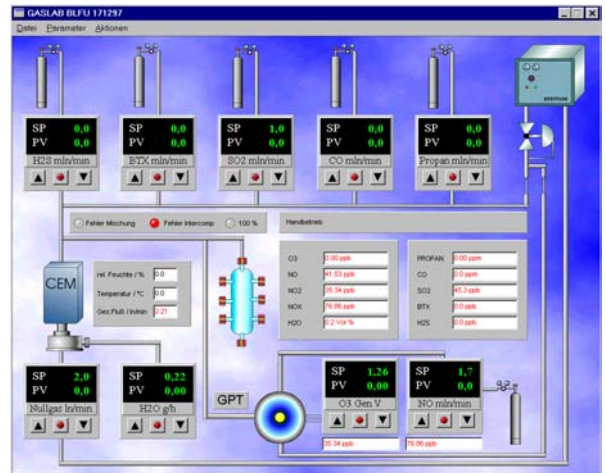 GASLAB BLFU 171297
Datei Parameter Aktionen
SP 0,0
PV 0,0
H2S mln/min
SP 0,0
PV 0,0
BTX mln/min
SP 1,0
PV 0,0
SO2 mln/min
SP 0,0
PV 0,0
CO mln/min
SP 0,0
PV 0,0
Propan mln/min
Fehler Mischung Fehler Intercomp 100 %
Handbetrieb
CEM
rel. Feuchte / % 0.0
Temperatur / °C 0.0
Ges.Fluß / ln/min 2.21
O3 0.00 ppb
NO 41.53 ppb
NO2 35.34 ppb
NOX 76.86 ppb
H2O 0.2 Vol %
PROPAN 0.00 ppm
CO 0.0 ppm
SO2 45.3 ppb
BTX 0.0 ppb
H2S 0.0 ppb
SP 2,0
PV 0,0
Nullgas ln/min
SP 0,22
PV 0,00
H2O g/h
GPT
SP 1,26
PV 0,00
O3 Gen V
SP 1,7
PV 0,0
NO mln/min
35.34 ppb
76.86 ppb